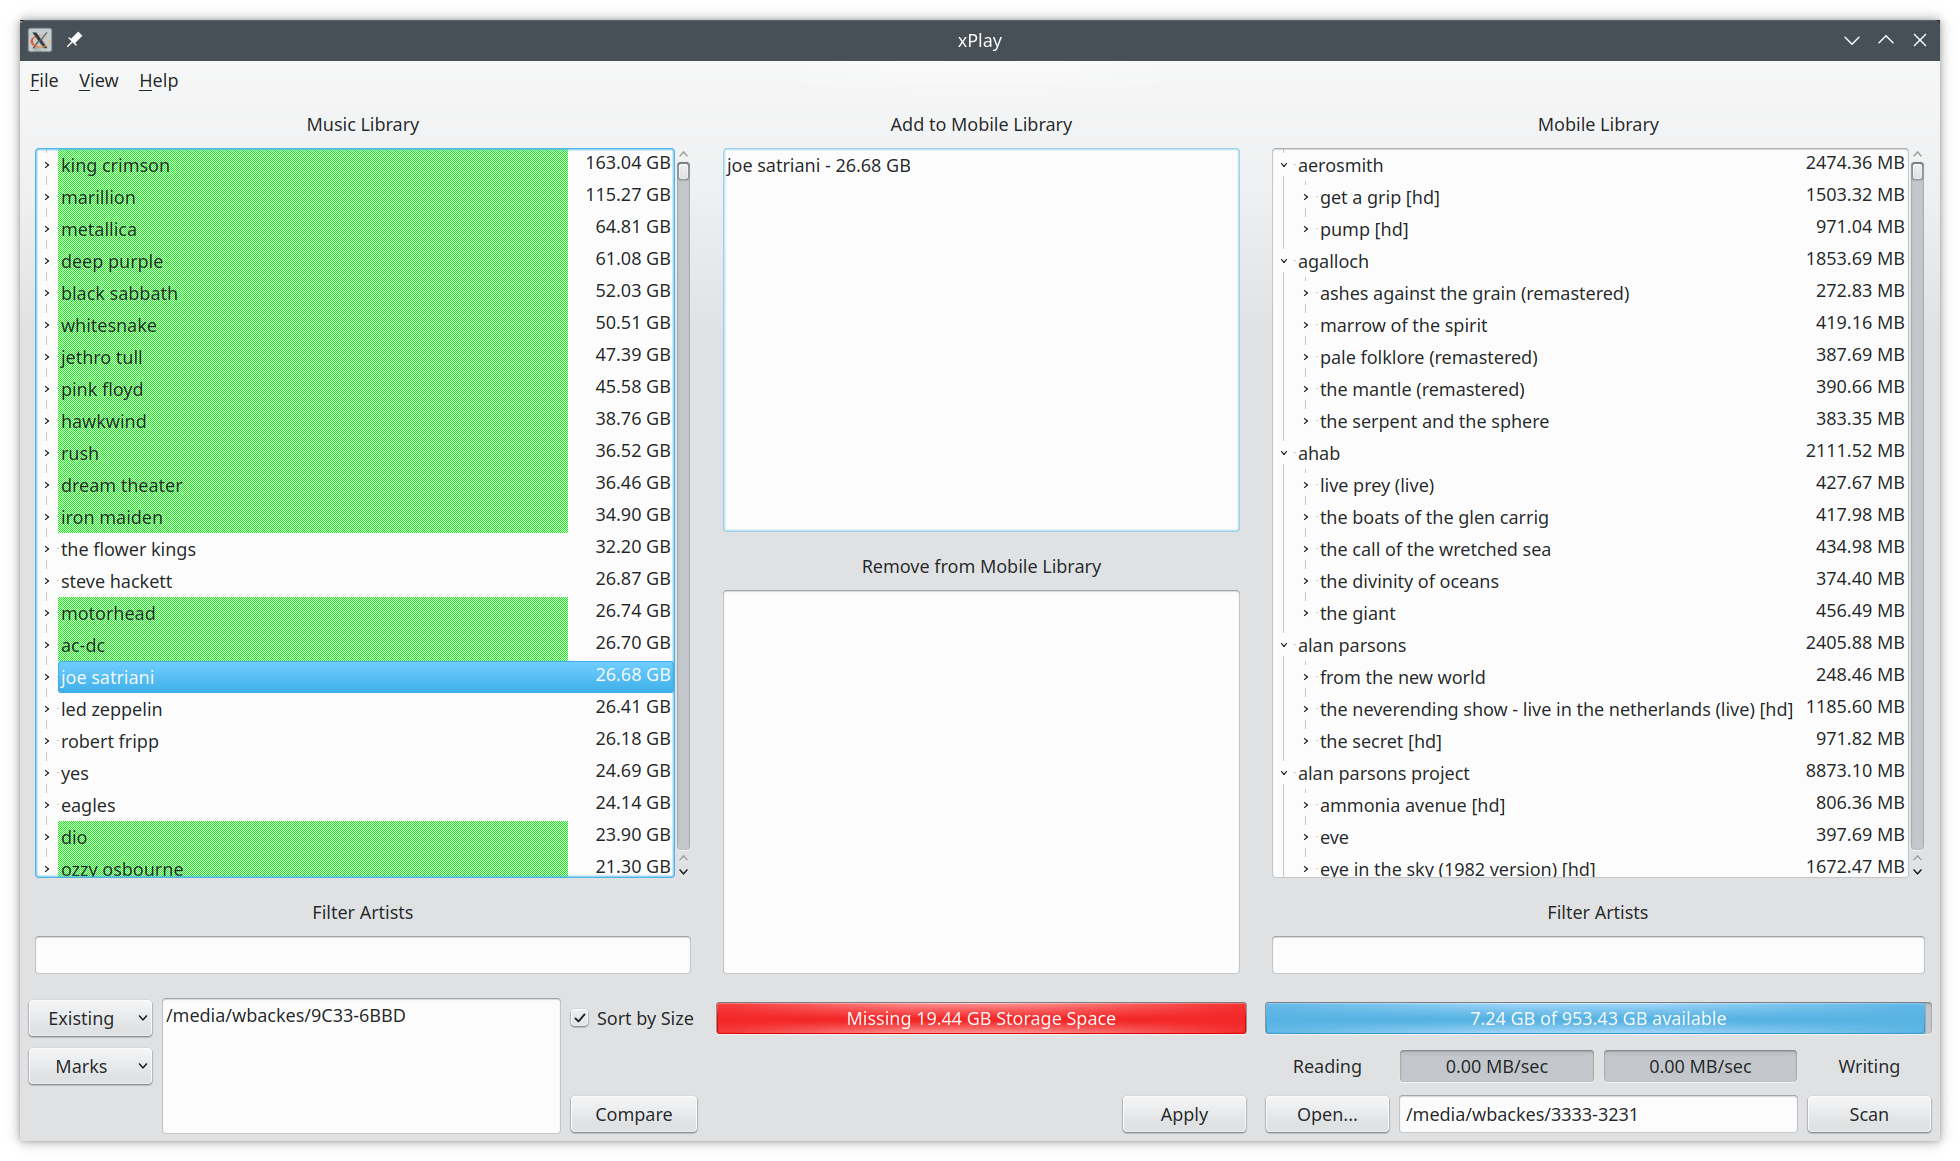 xPlay
File View Help
Music Library
king crimson 163.04 GB
marillion 115.27 GB
metallica 64.81 GB
deep purple 61.08 GB
black sabbath 52.03 GB
whitesnake 50.51 GB
jethro tull 47.39 GB
pink floyd 45.58 GB
hawkwind 38.76 GB
rush 36.52 GB
dream theater 36.46 GB
iron maiden 34.90 GB
the flower kings 32.20 GB
steve hackett 26.87 GB
motorhead 26.74 GB
ac-dc 26.70 GB
joe satriani 26.68 GB
led zeppelin 26.41 GB
robert fripp 26.18 GB
yes 24.69 GB
eagles 24.14 GB
dio 23.90 GB
ozzy osbourne 21.30 GB
Filter Artists
Existing
Marks
/media/wbackes/9C33-6BBD
Sort by Size
Compare
Add to Mobile Library
joe satriani - 26.68 GB
Remove from Mobile Library
Missing 19.44 GB Storage Space
Apply
Mobile Library
aerosmith 2474.36 MB
get a grip [hd] 1503.32 MB
pump [hd] 971.04 MB
agalloch 1853.69 MB
ashes against the grain (remastered) 272.83 MB
marrow of the spirit 419.16 MB
pale folklore (remastered) 387.69 MB
the mantle (remastered) 390.66 MB
the serpent and the sphere 383.35 MB
ahab 2111.52 MB
live prey (live) 427.67 MB
the boats of the glen carrig 417.98 MB
the call of the wretched sea 434.98 MB
the divinity of oceans 374.40 MB
the giant 456.49 MB
alan parsons 2405.88 MB
from the new world 248.46 MB
the neverending show - live in the netherlands (live) [hd] 1185.60 MB
the secret [hd] 971.82 MB
alan parsons project 8873.10 MB
ammonia avenue [hd] 806.36 MB
eve 397.69 MB
eye in the sky (1982 version) [hd] 1672.47 MB
Filter Artists
7.24 GB of 953.43 GB available
Reading 0.00 MB/sec 0.00 MB/sec Writing
Open... /media/wbackes/3333-3231 Scan